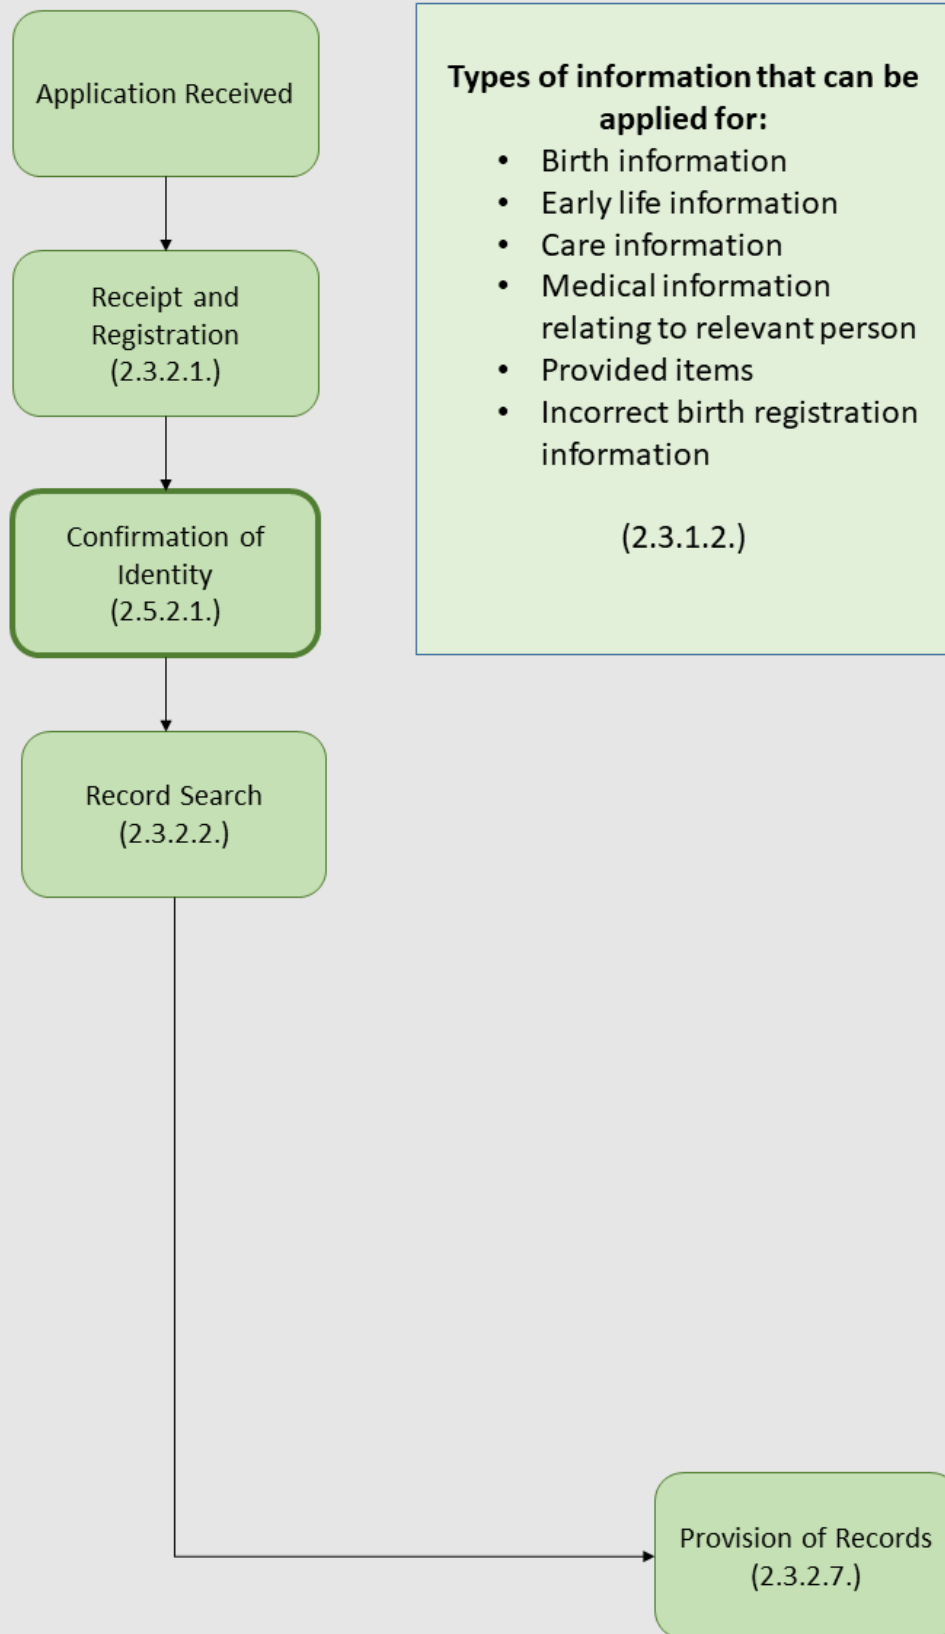 Application Received
Receipt and
Registration
(2.3.2.1.)
Confirmation of
Identity
(2.5.2.1.)
Record Search
(2.3.2.2.)
Types of information that can be
applied for:
• Birth information
• Early life information
• Care information
• Medical information
relating to relevant person
• Provided items
• Incorrect birth registration
information
(2.3.1.2.)
Provision of Records
(2.3.2.7.)